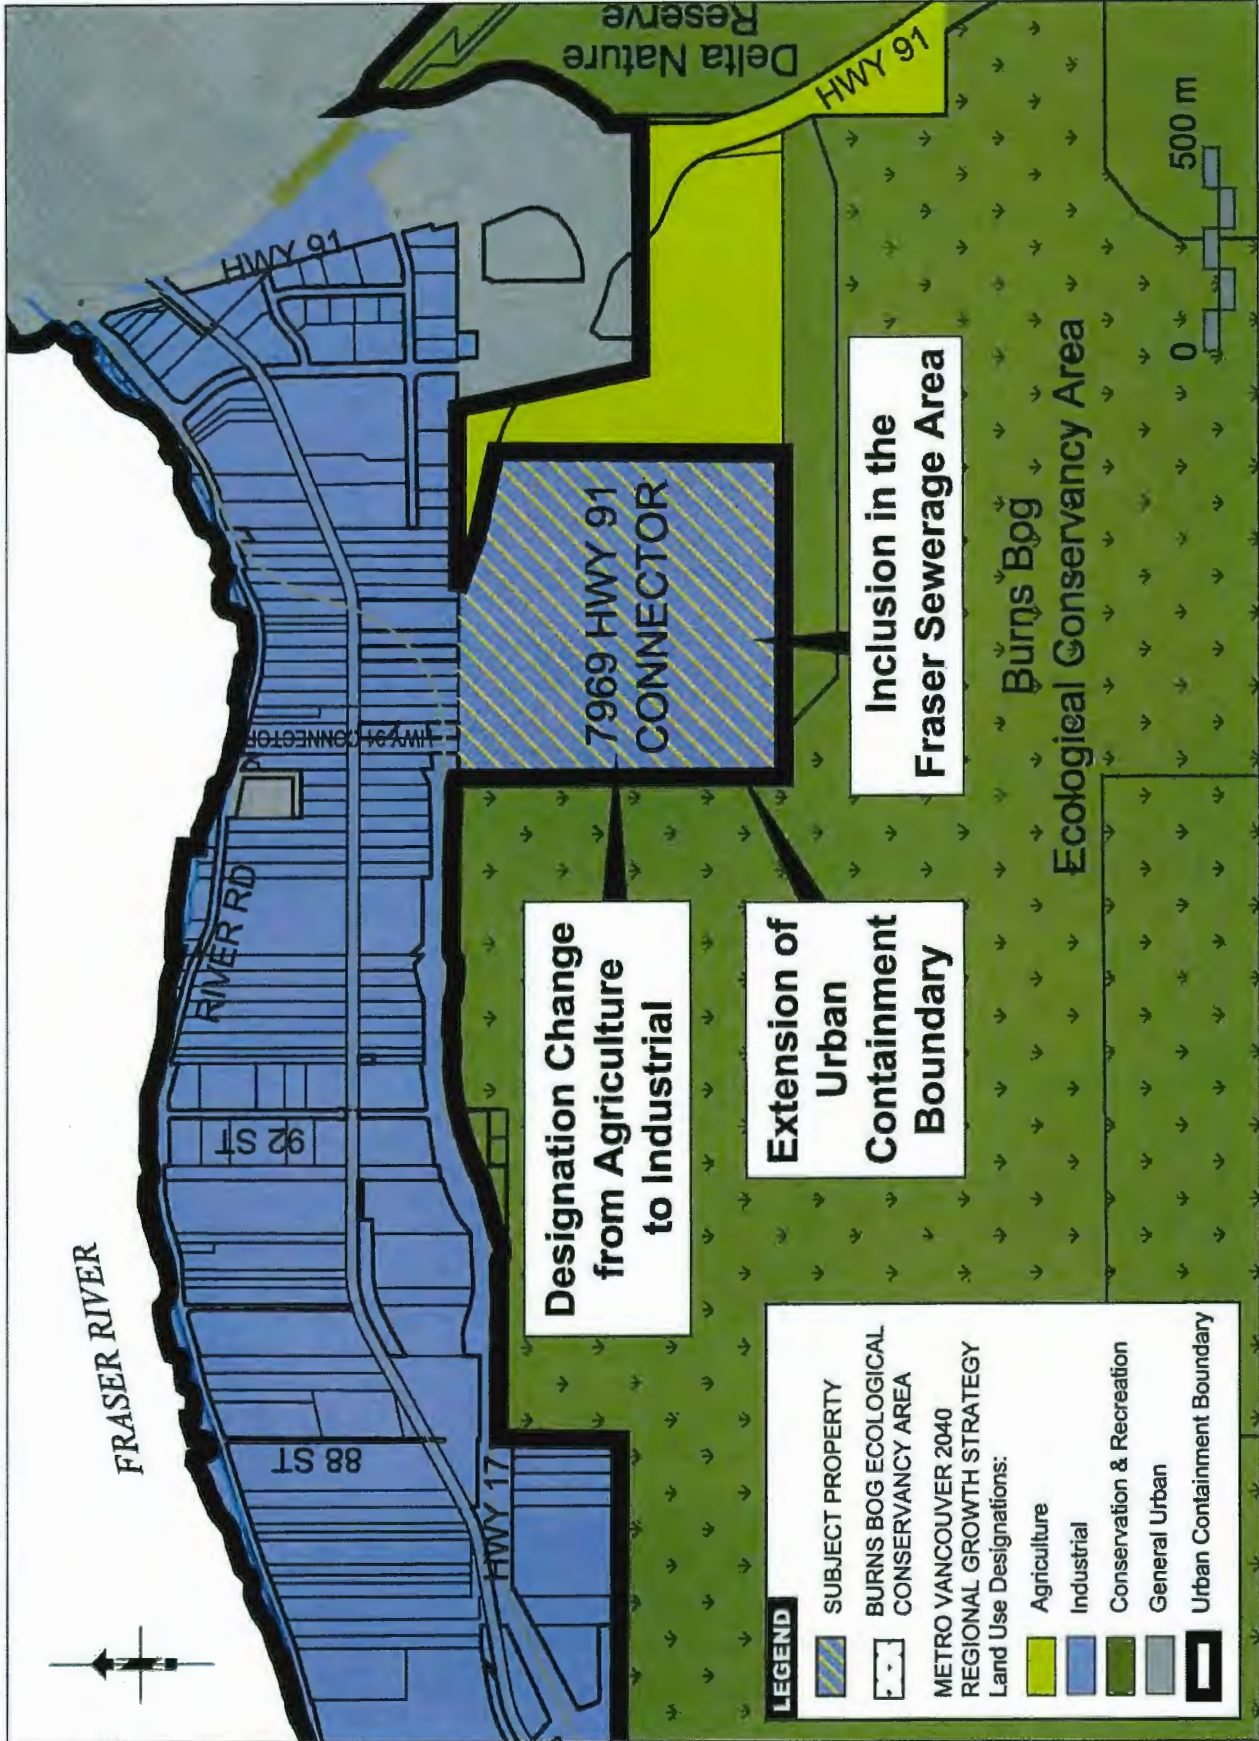 FRASER RIVER
RIVER RD
88 ST
92 ST
HWY 17
HWY 91 CONNECTOR
HWY 91
HWY 91
Delta Nature
Reserve
7969 HWY 91
CONNECTOR
Designation Change
from Agriculture
to Industrial
Extension of
Urban
Containment
Boundary
Inclusion in the
Fraser Sewerage Area
Burns Bog
Ecological Conservancy Area
0 500 m
LEGEND
SUBJECT PROPERTY
BURNS BOG ECOLOGICAL
CONSERVANCY AREA
METRO VANCOUVER 2040
REGIONAL GROWTH STRATEGY
Land Use Designations:
Agriculture
Industrial
Conservation & Recreation
General Urban
Urban Containment Boundary